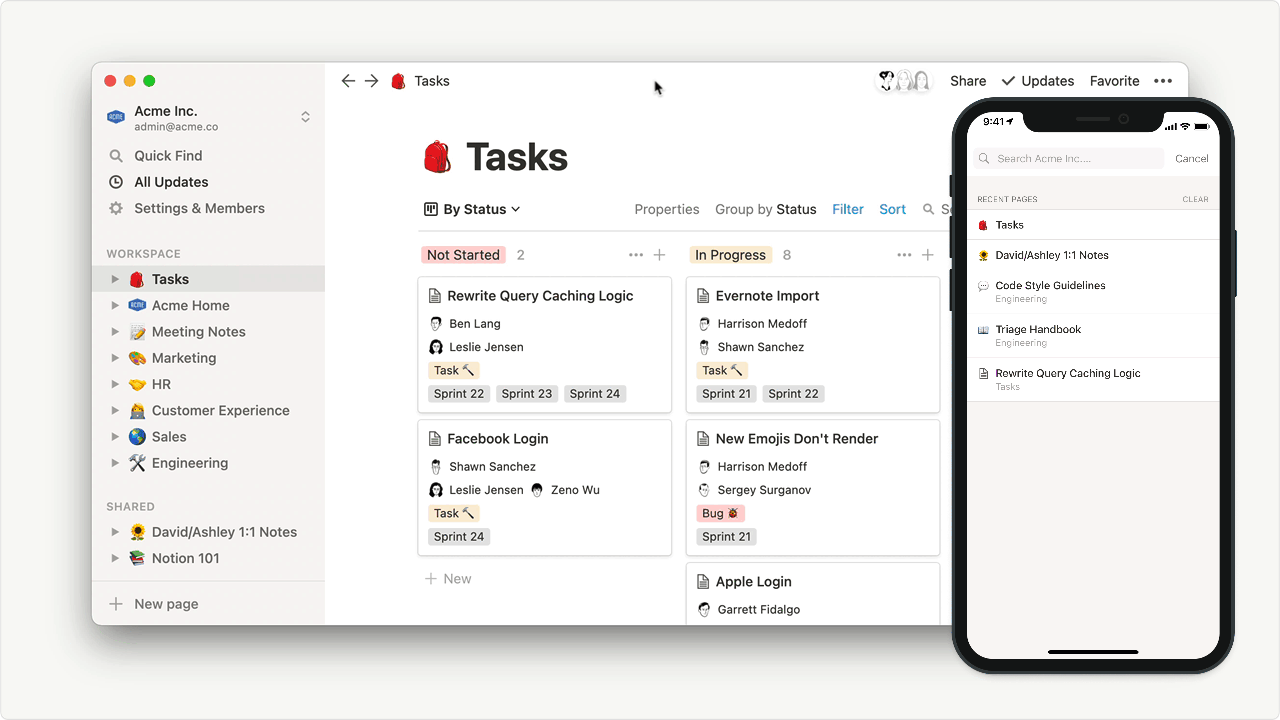 Tasks
Share
Updates
Favorite
Acme Inc.
admin@acme.co
Quick Find
All Updates
Settings & Members
WORKSPACE
Tasks
Acme Home
Meeting Notes
Marketing
HR
Customer Experience
Sales
Engineering
SHARED
David/Ashley 1:1 Notes
Notion 101
New page
Tasks
By Status
Properties
Group by Status
Filter
Sort
Not Started 2
Rewrite Query Caching Logic
Ben Lang
Leslie Jensen
Task
Sprint 22 Sprint 23 Sprint 24
Facebook Login
Shawn Sanchez
Leslie Jensen Zeno Wu
Task
Sprint 24
New
In Progress 8
Evernote Import
Harrison Medoff
Shawn Sanchez
Task
Sprint 21 Sprint 22
New Emojis Don't Render
Harrison Medoff
Sergey Surganov
Bug
Sprint 21
Apple Login
Garrett Fidalgo
9:41
Search Acme Inc....
Cancel
RECENT PAGES
CLEAR
Tasks
David/Ashley 1:1 Notes
Code Style Guidelines
Engineering
Triage Handbook
Engineering
Rewrite Query Caching Logic
Tasks